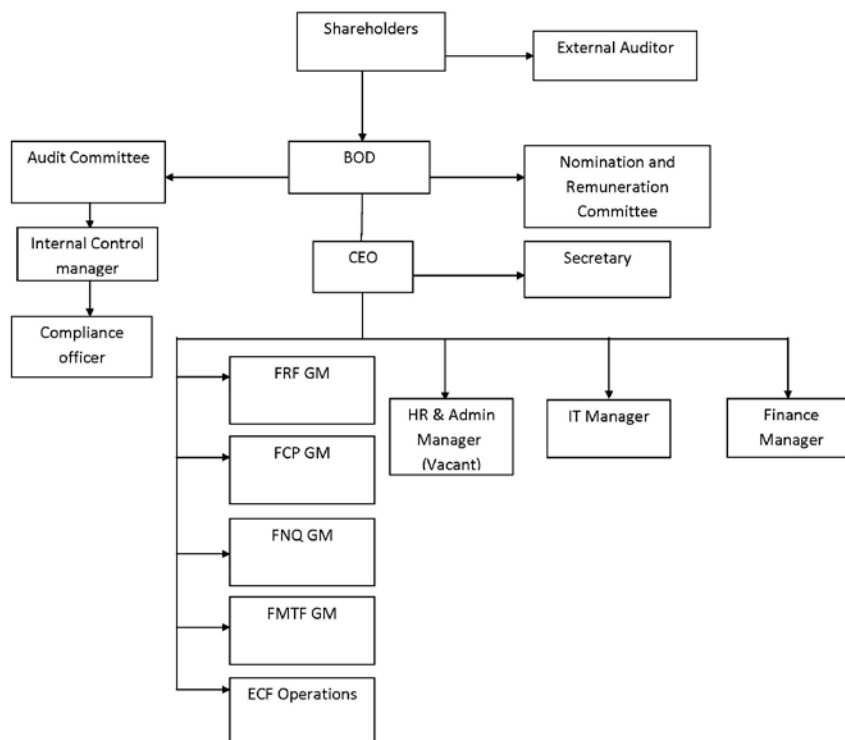 Shareholders
External Auditor
Audit Committee
BOD
Nomination and
Remuneration
Committee
Internal Control
manager
CEO
Secretary
Compliance
officer
FRF GM
HR & Admin
Manager
(Vacant)
IT Manager
Finance
Manager
FCP GM
FNQ GM
FMTF GM
ECF Operations